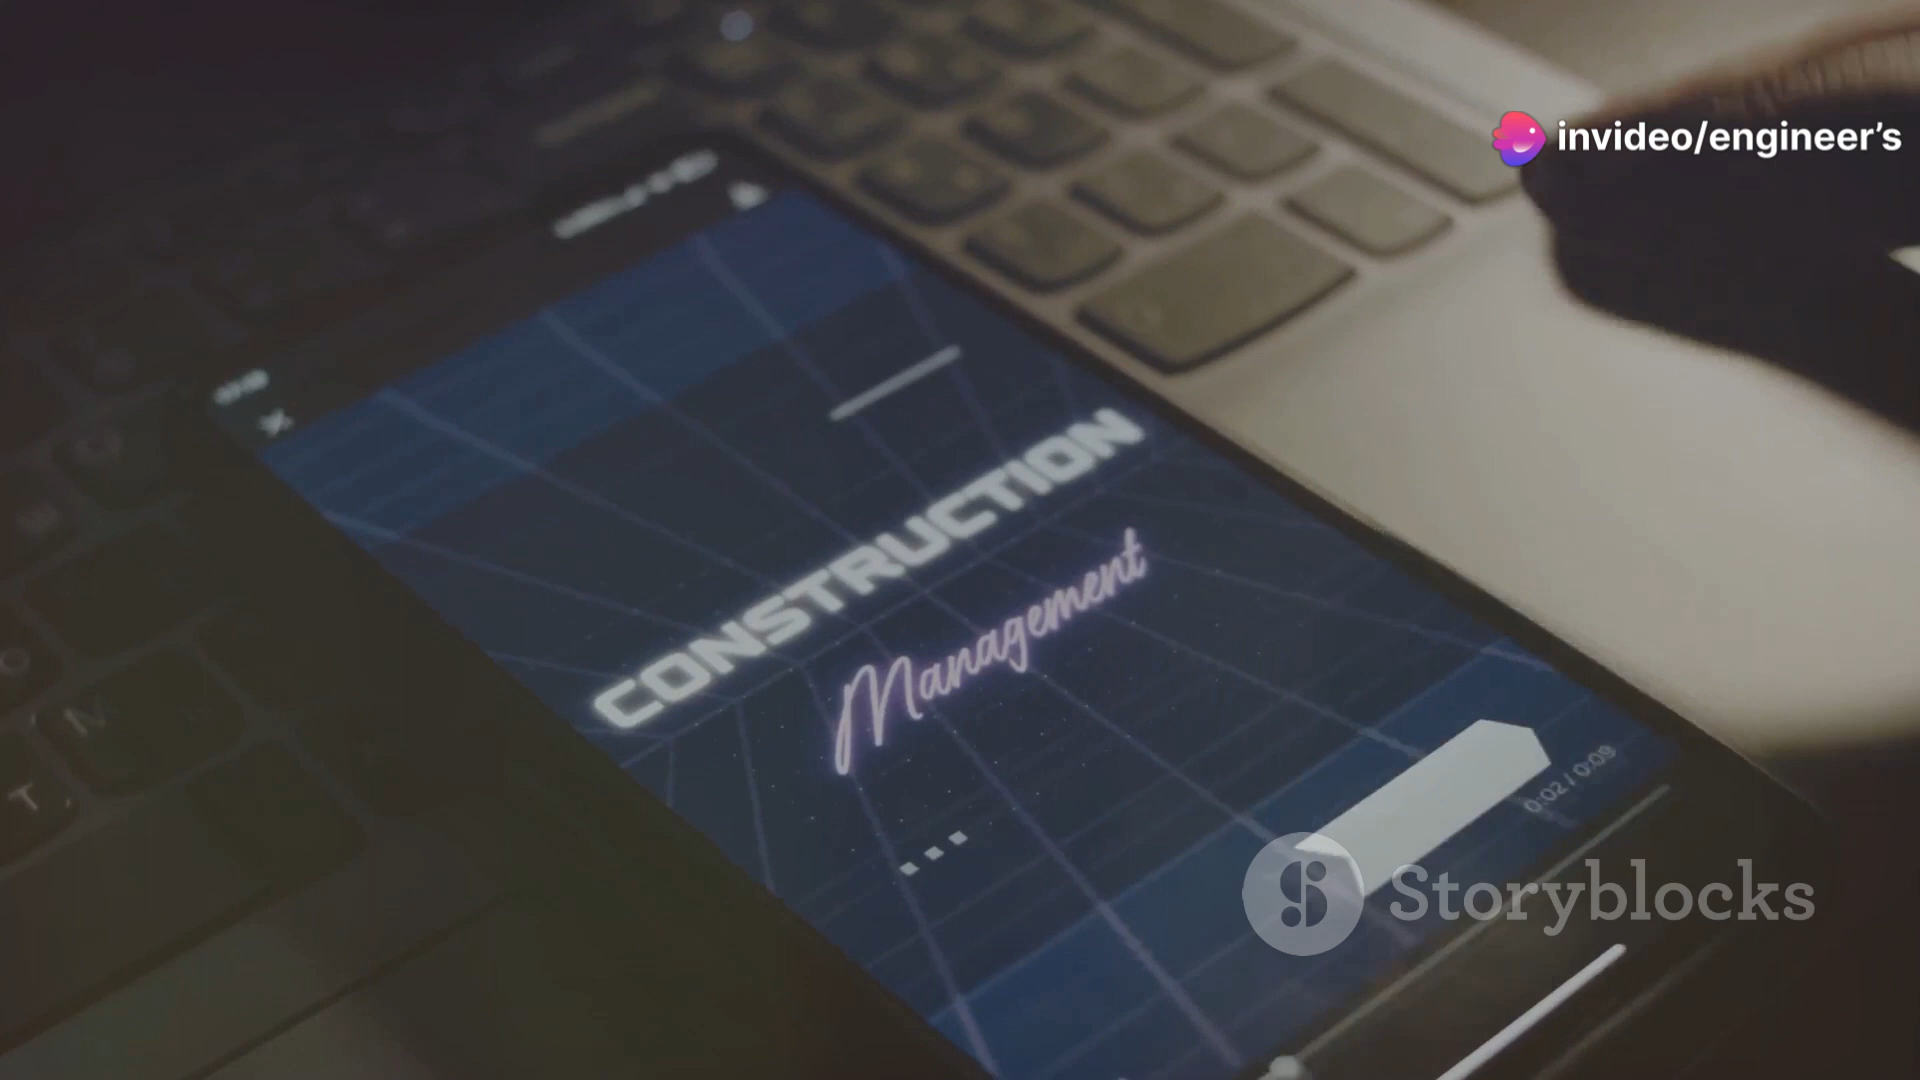 invideo/engineer's
CONSTRUCTION
Management
0:02 / 0:09
Storyblocks
M
T